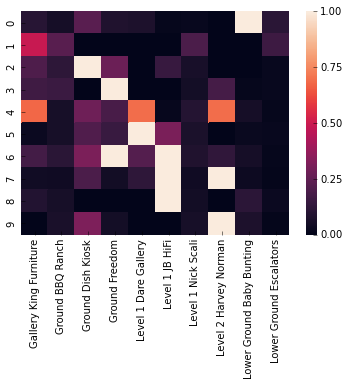 0
1
2
3
4
5
6
7
8
9
Gallery King Furniture
Ground BBQ Ranch
Ground Dish Kiosk
Ground Freedom
Level 1 Dare Gallery
Level 1 JB HiFi
Level 1 Nick Scali
Level 2 Harvey Norman
Lower Ground Baby Bunting
Lower Ground Escalators
1.00
0.75
0.50
0.25
0.00